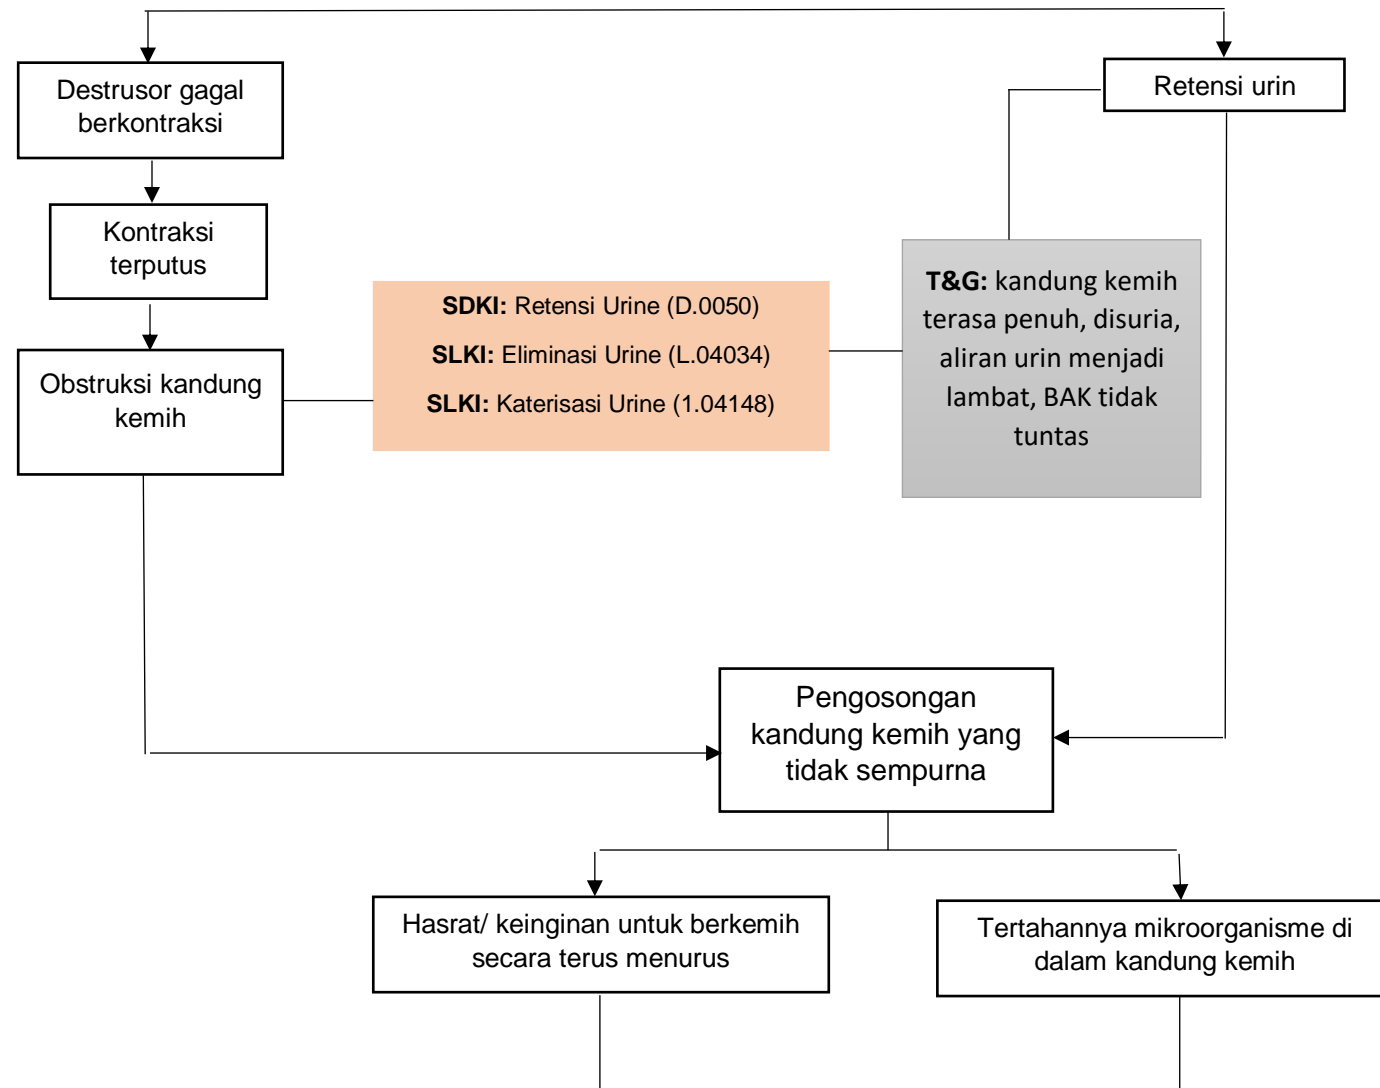 Destrusor gagal
berkontraksi
Retensi urin
Kontraksi
terputus
T&G: kandung kemih
terasa penuh, disuria,
aliran urin menjadi
lambat, BAK tidak
tuntas
SDKI: Retensi Urine (D.0050)
SLKI: Eliminasi Urine (L.04034)
SLKI: Katerisasi Urine (1.04148)
Obstruksi kandung
kemih
Pengosongan
kandung kemih yang
tidak sempurna
Hasrat/ keinginan untuk berkemih
secara terus menurus
Tertahannya mikroorganisme di
dalam kandung kemih